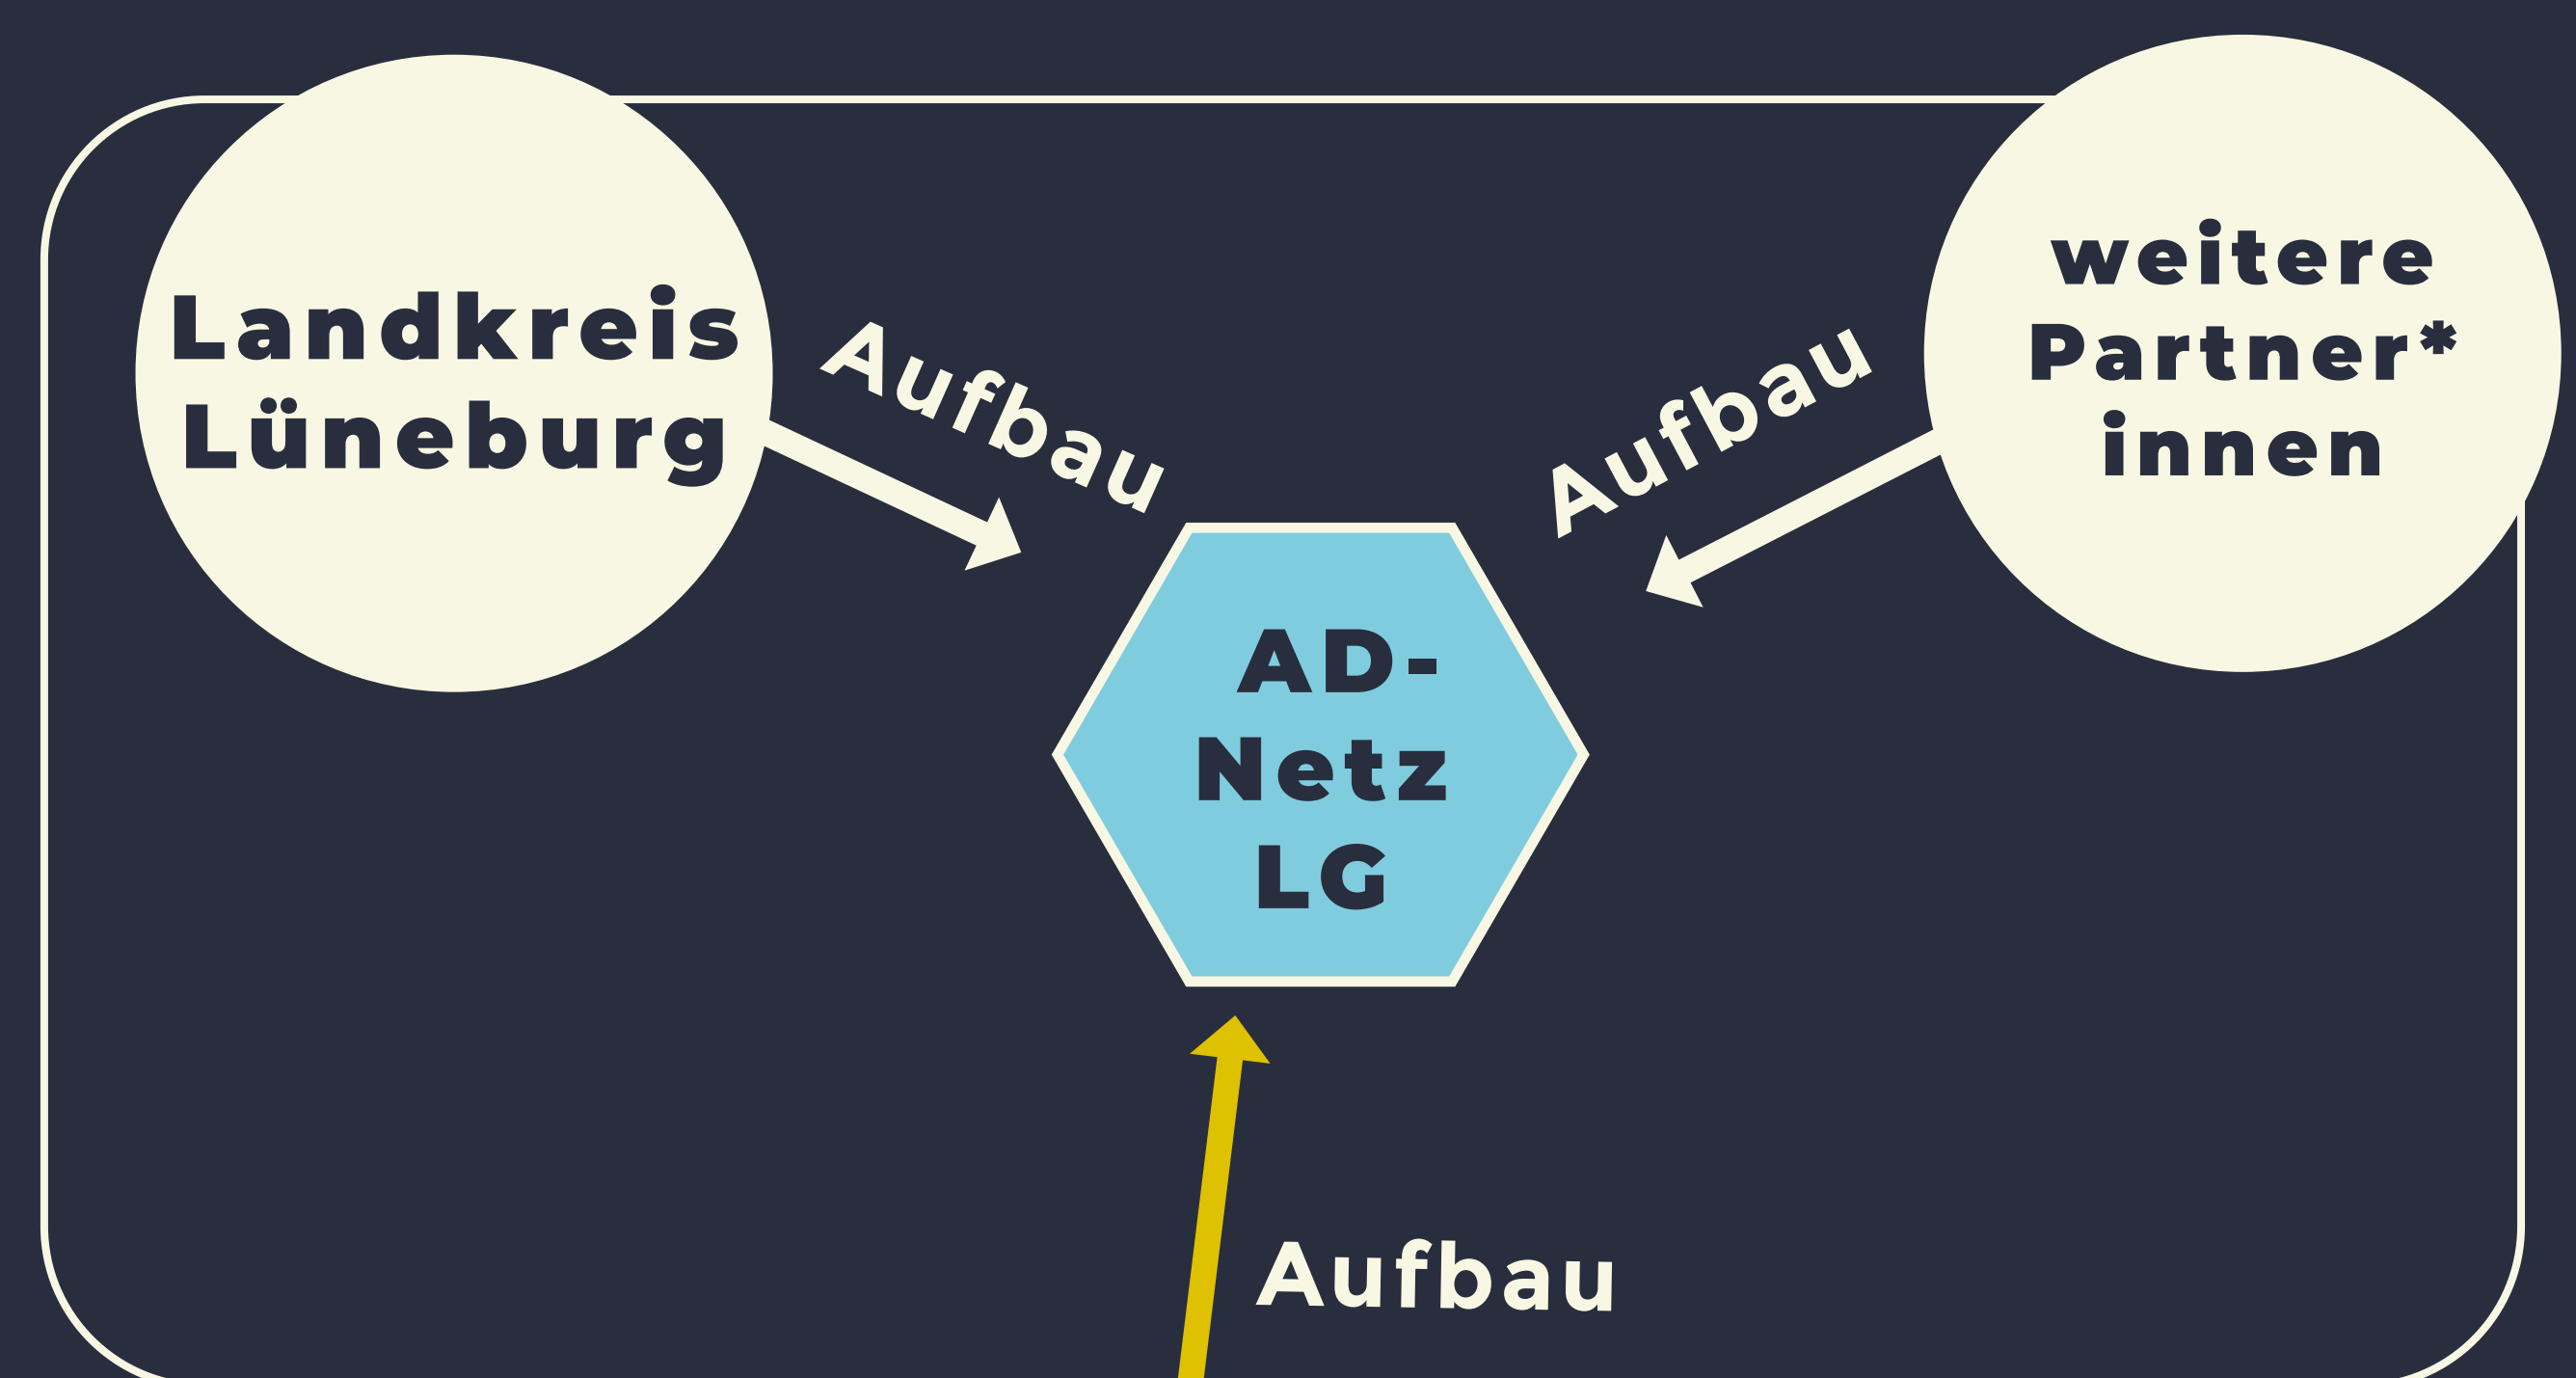 Landkreis
Lüneburg
Aufbau
Aufbau
weitere
Partner*
innen
AD-
Netz
LG
Aufbau